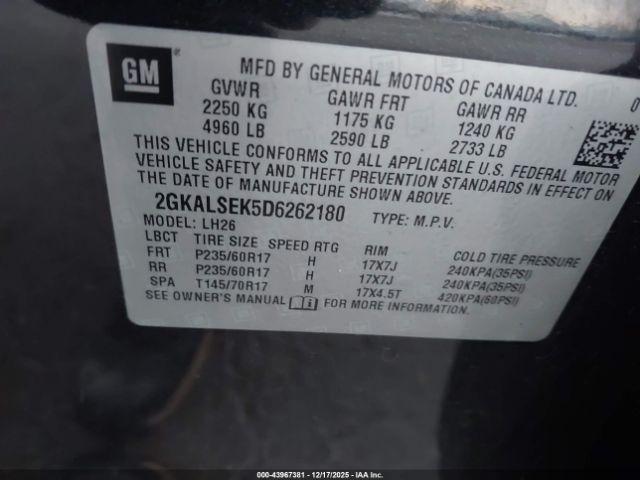 GM ®
MFD BY GENERAL MOTORS OF CANADA LTD. 0
GVWR GAWR FRT GAWR RR
2250 KG 1175 KG 1240 KG
4960 LB 2590 LB 2733 LB
THIS VEHICLE CONFORMS TO ALL APPLICABLE U.S. FEDERAL MOTOR
VEHICLE SAFETY AND THEFT PREVENTION STANDARDS IN EFFECT ON
THE DATE OF MANUFACTURE SHOWN ABOVE.
2GKALSEK5D6262180 TYPE: M.P.V.
MODEL: LH26
LBCT TIRE SIZE SPEED RTG RIM COLD TIRE PRESSURE
FRT P235/60R17 H 17X7J 240KPA(35PSI)
RR P235/60R17 H 17X7J 240KPA(35PSI)
SPA T145/70R17 M 17X4.5T 420KPA(60PSI)
SEE OWNER'S MANUAL FOR MORE INFORMATION.
000-43967381 - 12/17/2025 - IAAI.COM